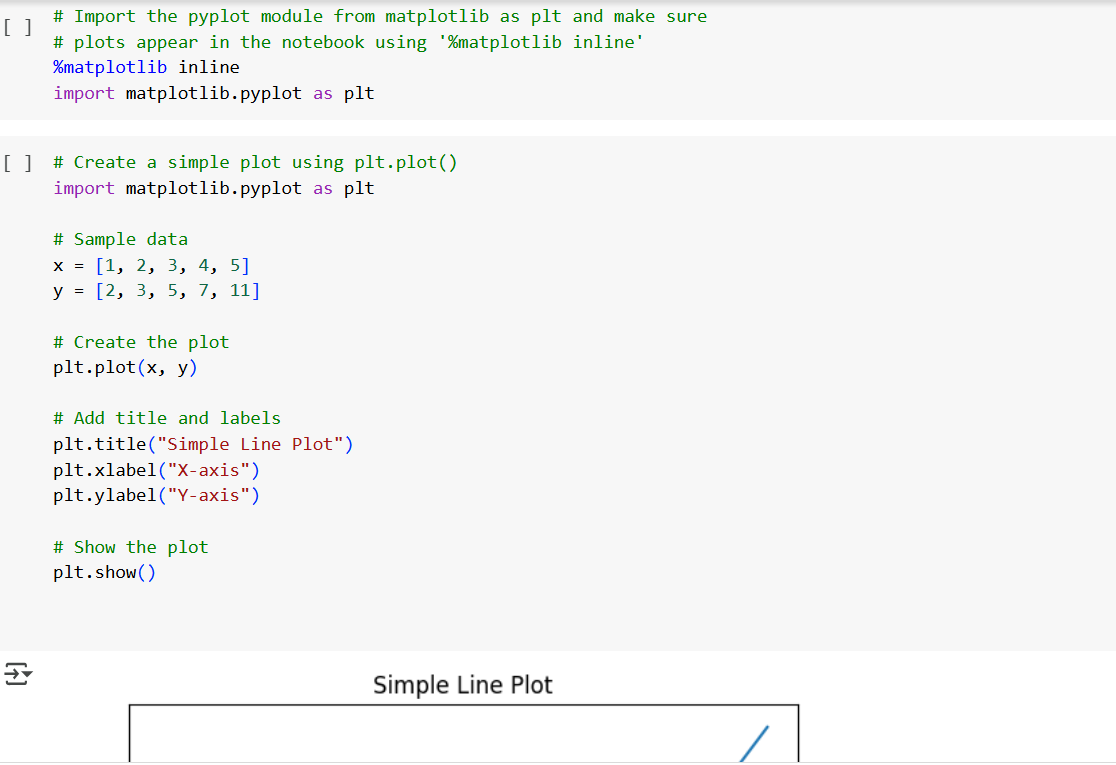 [ ]
# Import the pyplot module from matplotlib as plt and make sure
# plots appear in the notebook using '%matplotlib inline'
%matplotlib inline
import matplotlib.pyplot as plt
[ ]
# Create a simple plot using plt.plot()
import matplotlib.pyplot as plt
# Sample data
x = [1, 2, 3, 4, 5]
y = [2, 3, 5, 7, 11]
# Create the plot
plt.plot(x, y)
# Add title and labels
plt.title("Simple Line Plot")
plt.xlabel("X-axis")
plt.ylabel("Y-axis")
# Show the plot
plt.show()
Simple Line Plot